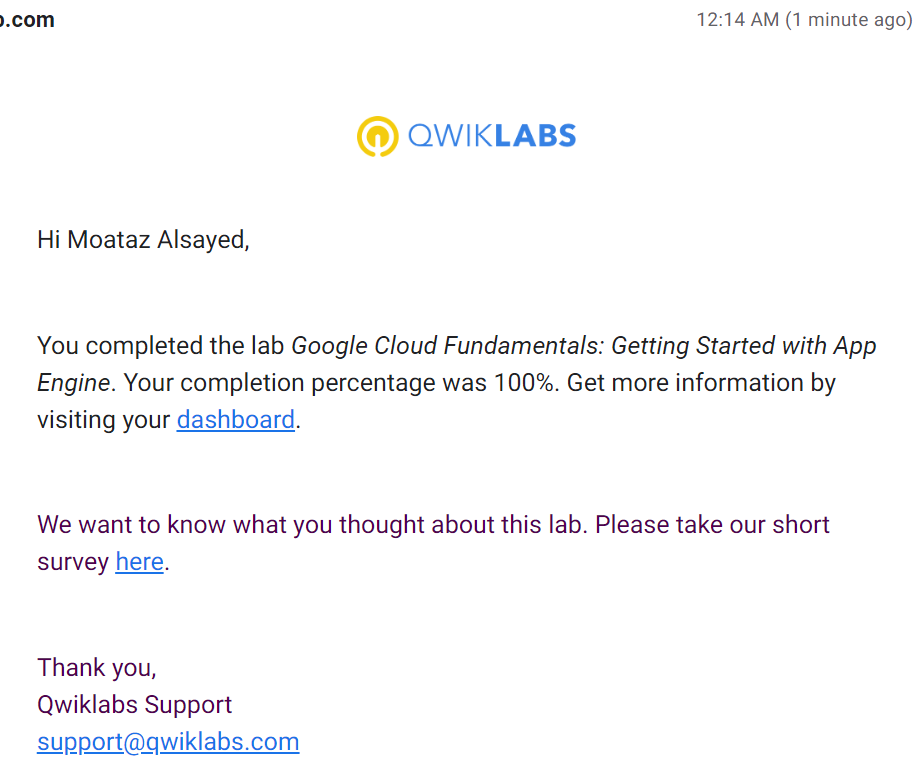 o.com
12:14 AM (1 minute ago)
QWIKLABS
Hi Moataz Alsayed,
You completed the lab Google Cloud Fundamentals: Getting Started with App
Engine. Your completion percentage was 100%. Get more information by
visiting your dashboard.
We want to know what you thought about this lab. Please take our short
survey here.
Thank you,
Qwiklabs Support
support@qwiklabs.com